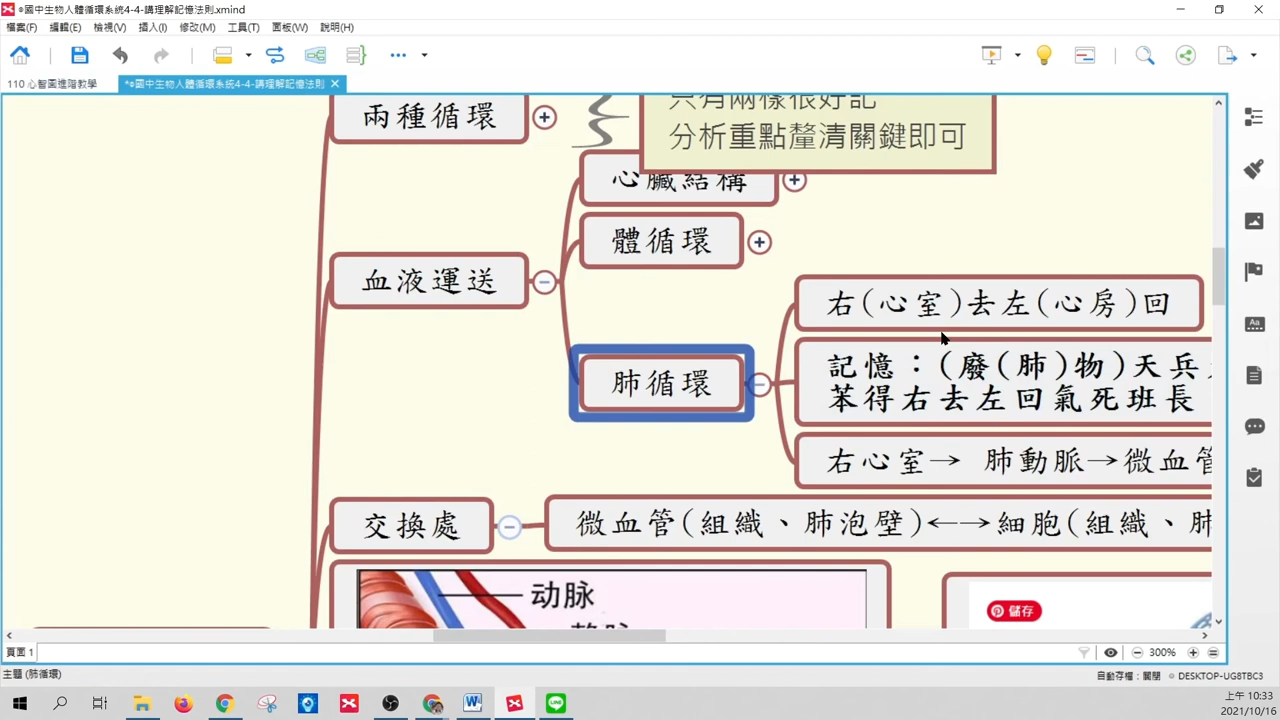 *國中生物人體循環系統4-4-講理解記憶法則.xmind
檔案(F) 編輯(E) 檢視(V) 插入(I) 修改(M) 工具(T) 面板(W) 說明(H)
110 心智圖進階教學
*國中生物人體循環系統4-4-講理解記憶法則
只有兩樣很好記
分析重點釐清關鍵即可
兩種循環
心臟結構
體循環
血液運送
右(心室)去左(心房)回
肺循環
記憶：(廢(肺)物)天兵
苯得右去左回氣死班長
右心室→ 肺動脈→微血管
交換處
微血管(組織、肺泡壁)←→細胞(組織、肺
动脉
儲存
頁面 1
300%
主題 (肺循環)
自動存檔：關閉
DESKTOP-UG8TBC3
上午 10:33
2021/10/16